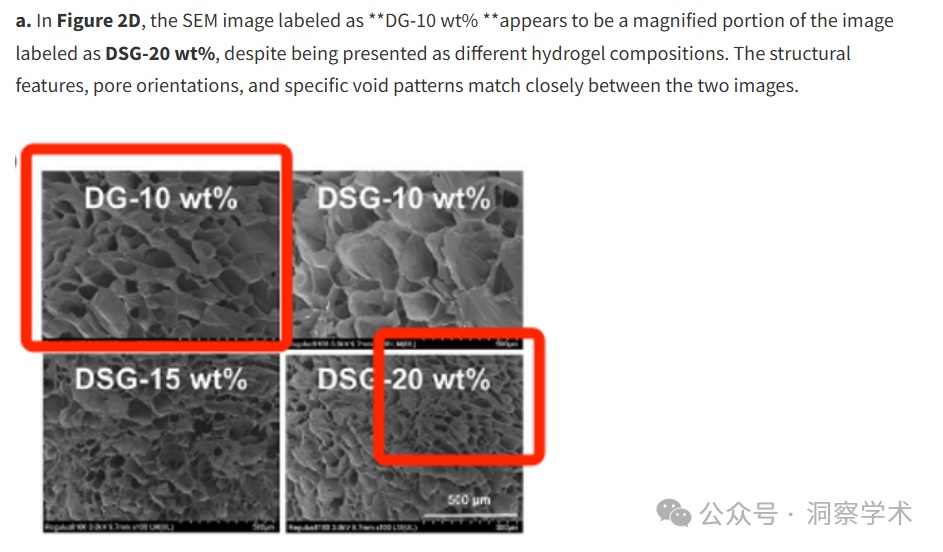 a. In Figure 2D, the SEM image labeled as **DG-10 wt% **appears to be a magnified portion of the image
labeled as DSG-20 wt%, despite being presented as different hydrogel compositions. The structural
features, pore orientations, and specific void patterns match closely between the two images.
DG-10 wt%
DSG-10 wt%
DSG-15 wt%
DSG-20 wt%
500 μm
公众号 · 洞察学术